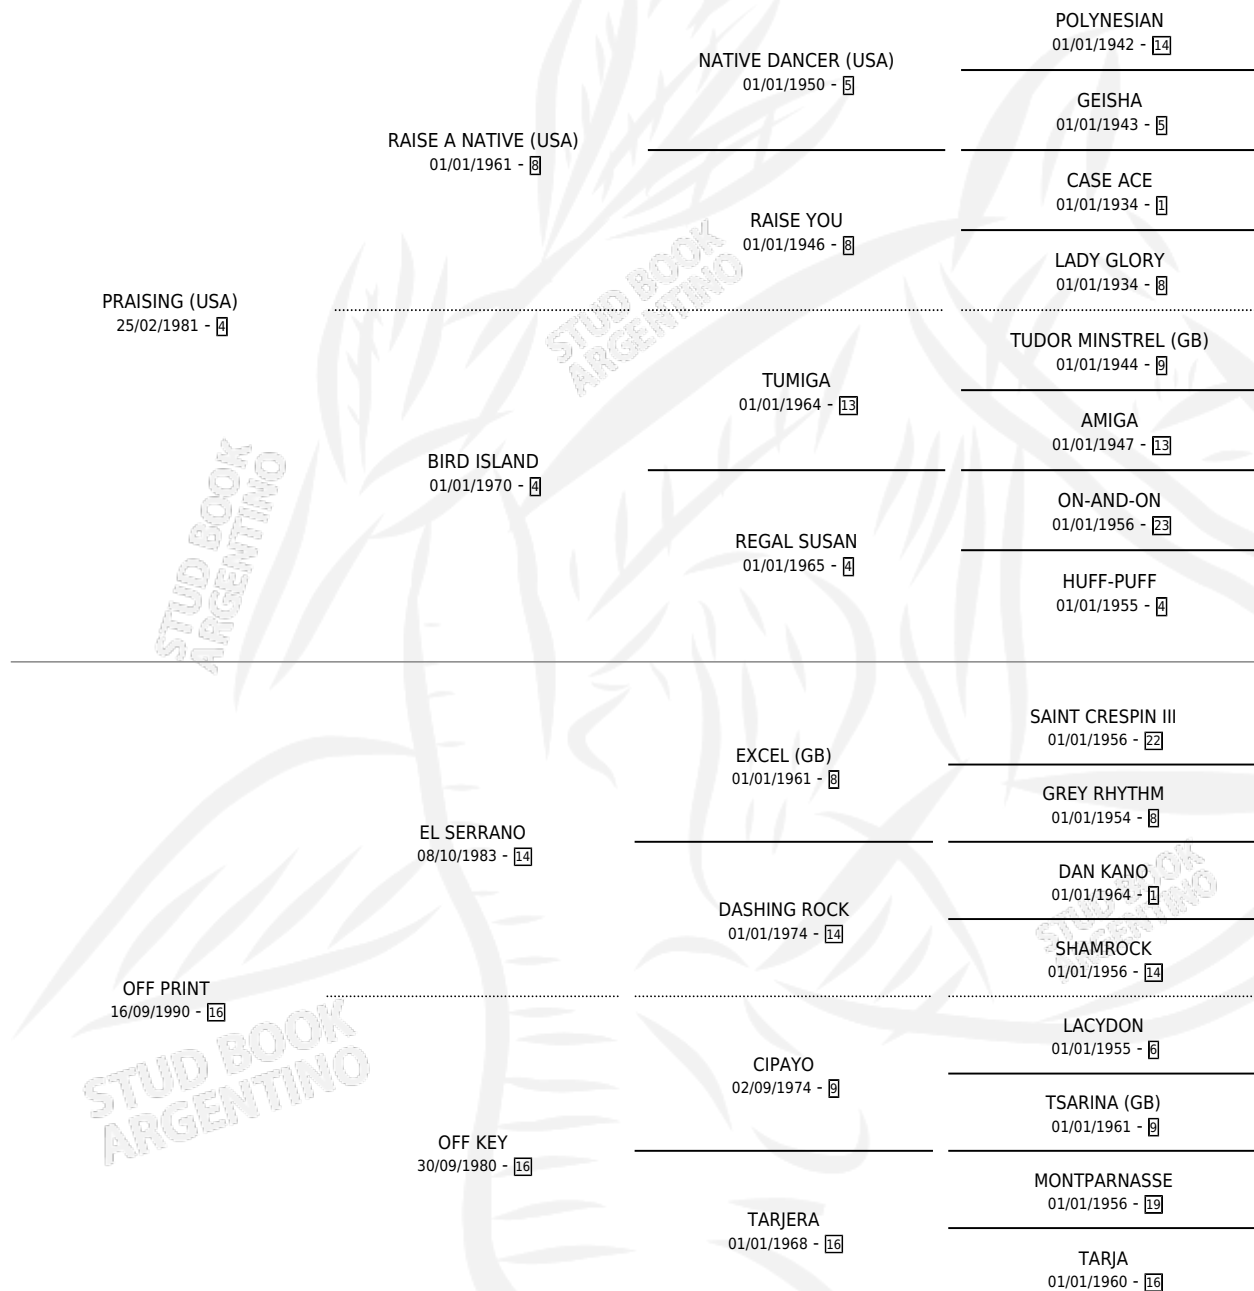 POLYNESIAN
01/01/1942 - 14
NATIVE DANCER (USA)
01/01/1950 - 5
GEISHA
01/01/1943 - 5
RAISE A NATIVE (USA)
01/01/1961 - 8
CASE ACE
01/01/1934 - 1
RAISE YOU
01/01/1946 - 8
LADY GLORY
01/01/1934 - 8
PRAISING (USA)
25/02/1981 - 4
TUDOR MINSTREL (GB)
01/01/1944 - 9
TUMIGA
01/01/1964 - 13
AMIGA
01/01/1947 - 13
BIRD ISLAND
01/01/1970 - 4
ON-AND-ON
01/01/1956 - 23
REGAL SUSAN
01/01/1965 - 4
HUFF-PUFF
01/01/1955 - 4
SAINT CRESPIN III
01/01/1956 - 22
EXCEL (GB)
01/01/1961 - 8
GREY RHYTHM
01/01/1954 - 8
EL SERRANO
08/10/1983 - 14
DAN KANO
01/01/1964 - 1
DASHING ROCK
01/01/1974 - 14
SHAMROCK
01/01/1956 - 14
OFF PRINT
16/09/1990 - 16
LACYDON
01/01/1955 - 6
CIPAYO
02/09/1974 - 9
TSARINA (GB)
01/01/1961 - 9
OFF KEY
30/09/1980 - 16
MONTPARNASSE
01/01/1956 - 19
TARJERA
01/01/1968 - 16
TARJA
01/01/1960 - 16
STUD BOOK
ARGENTINO
STUD BOOK
ARGENTINO
STUD BOOK
ARGENTINO
STUD BOOK
ARGENTINO